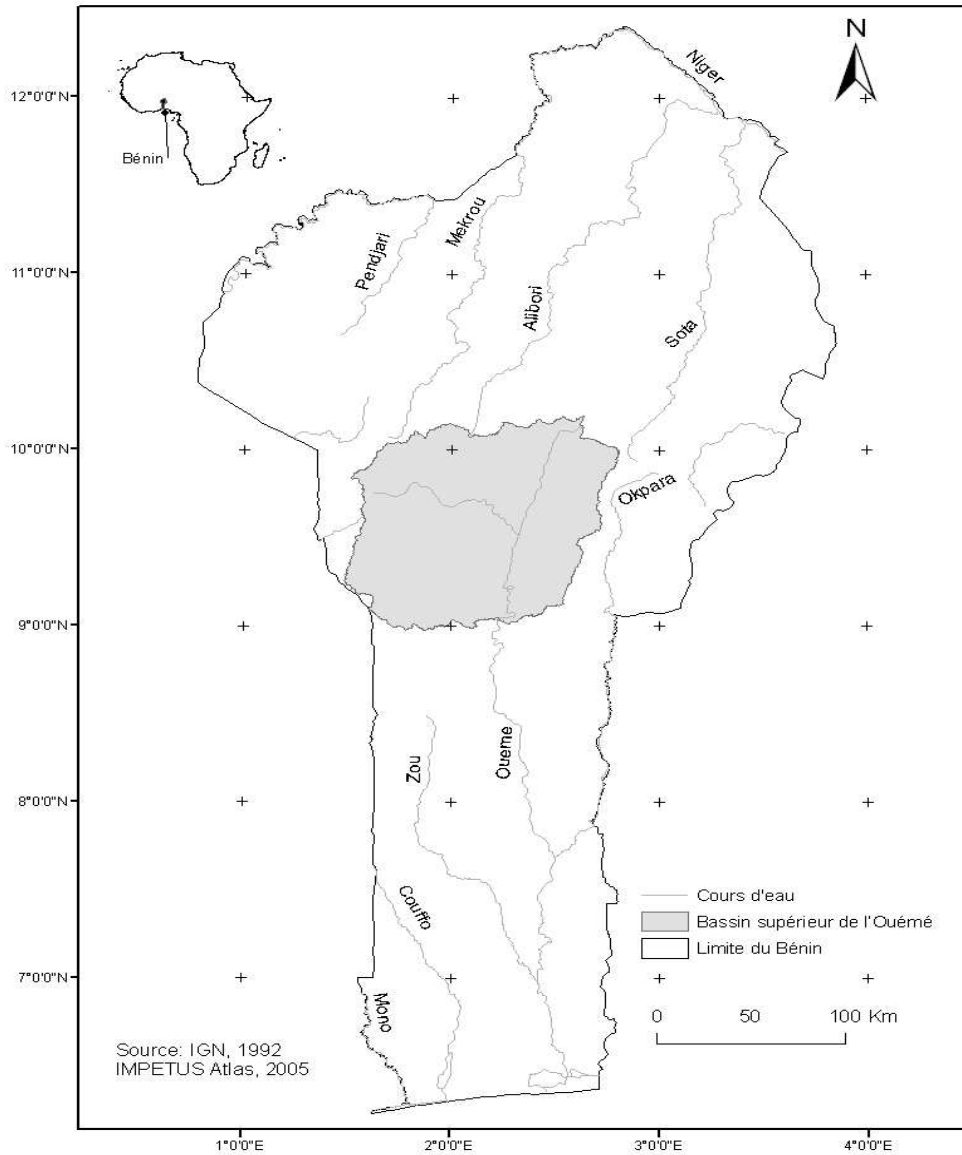 N
Niger
12°0'0"N
Bénin
Mekrou
Pendjari
11°0'0"N
Alibori
Sota
10°0'0"N
Okpara
9°0'0"N
Zou
Oueme
8°0'0"N
Couffo
Cours d'eau
Bassin supérieur de l'Ouémé
Limite du Bénin
7°0'0"N
Mono
0 50 100 Km
Source: IGN, 1992
IMPETUS Atlas, 2005
1°0'0"E 2°0'0"E 3°0'0"E 4°0'0"E